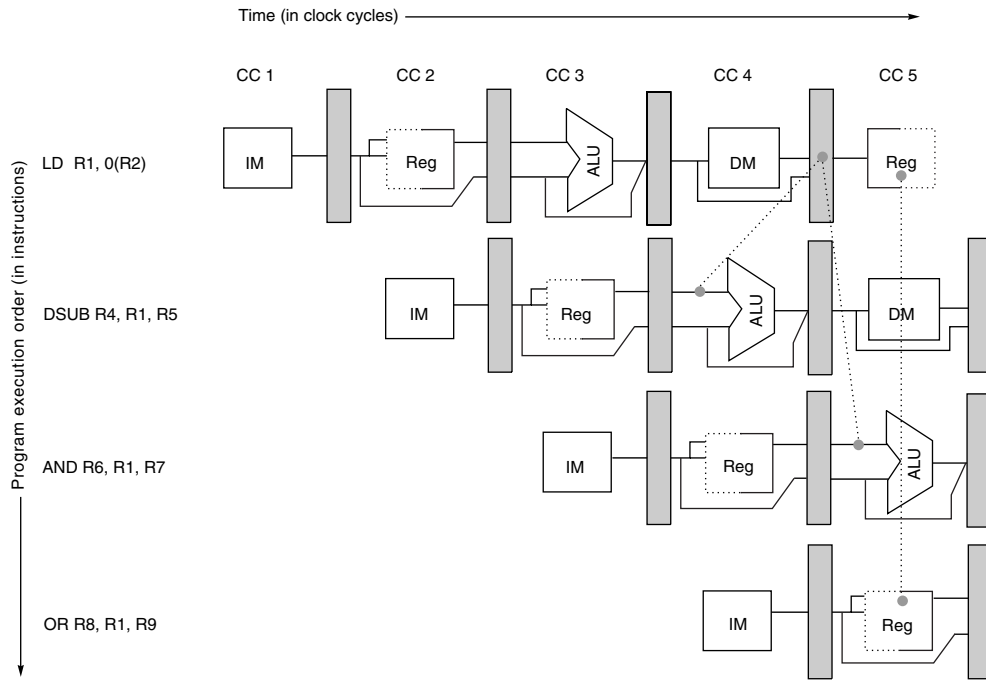 Time (in clock cycles)
CC 1 CC 2 CC 3 CC 4 CC 5
Program execution order (in instructions)
LD R1, 0(R2)
IM Reg ALU DM Reg
DSUB R4, R1, R5
IM Reg ALU DM
AND R6, R1, R7
IM Reg ALU
OR R8, R1, R9
IM Reg